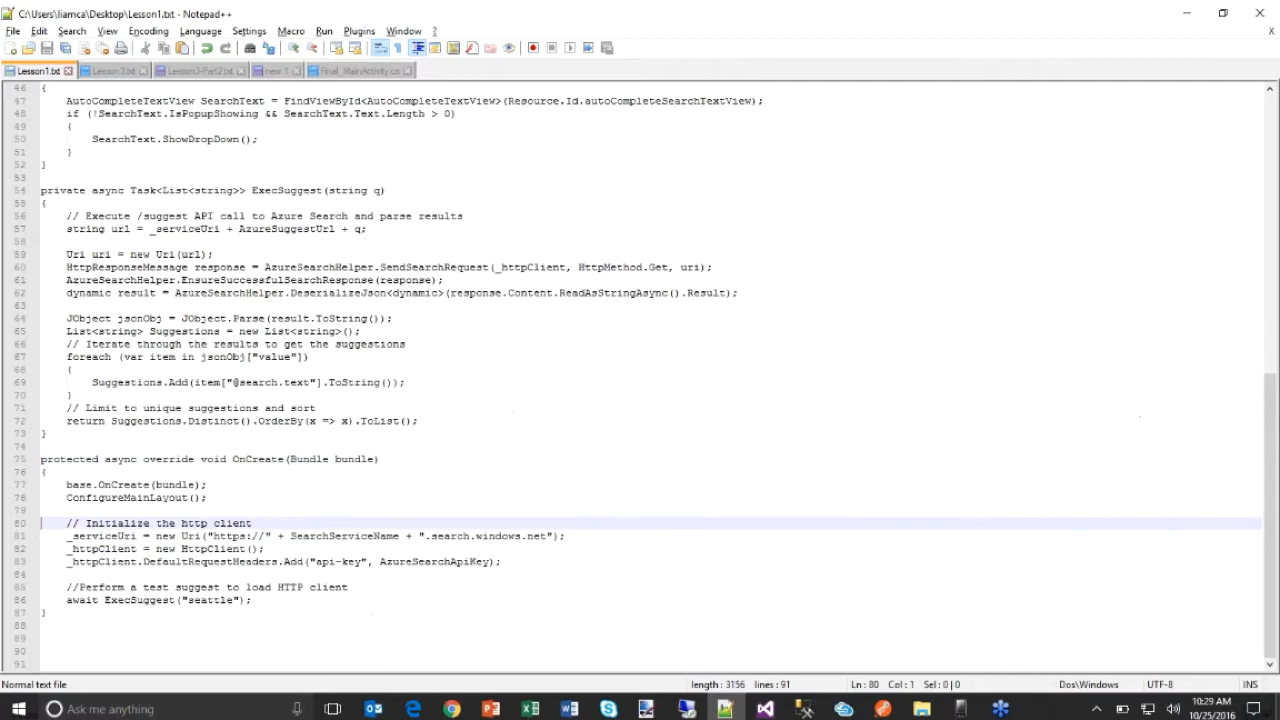 C:\Users\liamca\Desktop\Lesson1.txt - Notepad++
File Edit Search View Encoding Language Settings Macro Run Plugins Window ?
X
Lesson1.txt Lesson2.txt Lesson3-Part2.txt new 1 Final_MainActivity.cs
46 {
47 AutoCompleteTextView SearchText = FindViewById<AutoCompleteTextView>(Resource.Id.autoCompleteSearchTextView);
48 if (!SearchText.IsPopupShowing && SearchText.Text.Length > 0)
49 {
50 SearchText.ShowDropDown();
51 }
52 }
53
54 private async Task<List<string>> ExecSuggest(string q)
55 {
56 // Execute /suggest API call to Azure Search and parse results
57 string url = _serviceUri + AzureSuggestUrl + q;
58
59 Uri uri = new Uri(url);
60 HttpResponseMessage response = AzureSearchHelper.SendSearchRequest(_httpClient, HttpMethod.Get, uri);
61 AzureSearchHelper.EnsureSuccessfulSearchResponse(response);
62 dynamic result = AzureSearchHelper.DeserializeJson<dynamic>(response.Content.ReadAsStringAsync().Result);
63
64 JObject jsonObj = JObject.Parse(result.ToString());
65 List<string> Suggestions = new List<string>();
66 // Iterate through the results to get the suggestions
67 foreach (var item in jsonObj["value"])
68 {
69 Suggestions.Add(item["@search.text"].ToString());
70 }
71 // Limit to unique suggestions and sort
72 return Suggestions.Distinct().OrderBy(x => x).ToList();
73 }
74
75 protected async override void OnCreate(Bundle bundle)
76 {
77 base.OnCreate(bundle);
78 ConfigureMainLayout();
79
80 // Initialize the http client
81 _serviceUri = new Uri("https://" + SearchServiceName + ".search.windows.net");
82 _httpClient = new HttpClient();
83 _httpClient.DefaultRequestHeaders.Add("api-key", AzureSearchApiKey);
84
85 //Perform a test suggest to load HTTP client
86 await ExecSuggest("seattle");
87 }
88
89
90
91
Normal text file length : 3156 lines : 91 Ln : 80 Col : 1 Sel : 0 | 0 Dos\Windows UTF-8 INS
Ask me anything
10:29 AM
10/25/2016